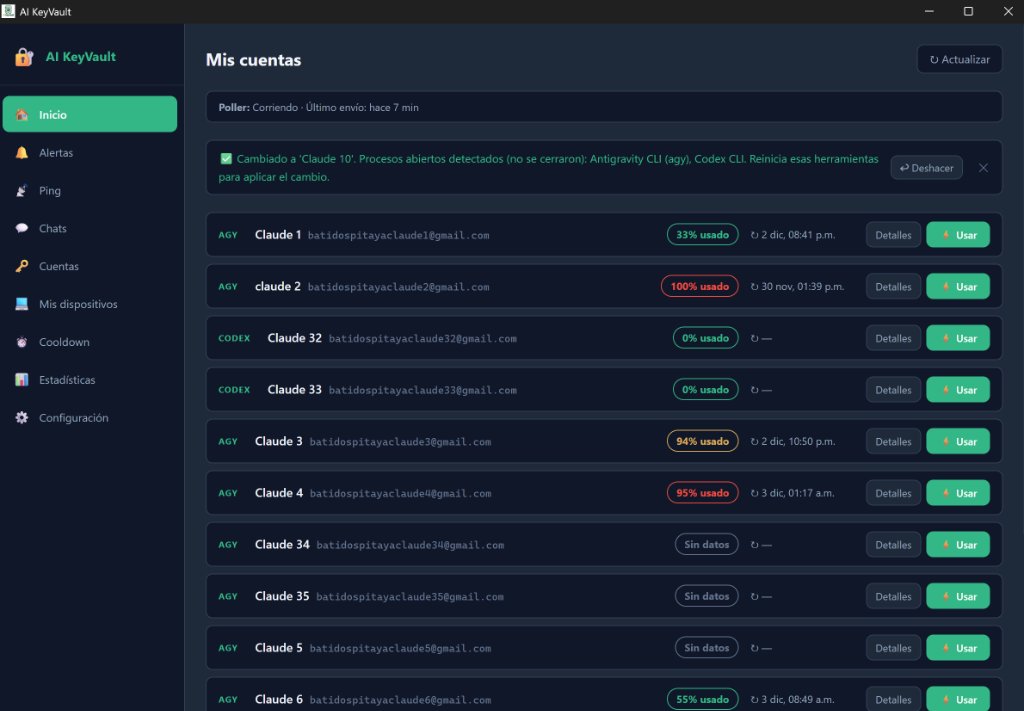 AI KeyVault
AI KeyVault
Inicio
Alertas
Ping
Chats
Cuentas
Mis dispositivos
Cooldown
Estadísticas
Configuración
Mis cuentas
↻ Actualizar
Poller: Corriendo · Último envío: hace 7 min
✅ Cambiado a 'Claude 10'. Procesos abiertos detectados (no se cerraron): Antigravity CLI (agy), Codex CLI. Reinicia esas herramientas
para aplicar el cambio.
↩ Deshacer
AGY Claude 1 batidospitayaclaude1@gmail.com 33% usado ↻ 2 dic, 08:41 p.m. Detalles Usar
AGY claude 2 batidospitayaclaude2@gmail.com 100% usado ↻ 30 nov, 01:39 p.m. Detalles Usar
CODEX Claude 32 batidospitayaclaude32@gmail.com 0% usado ↻ — Detalles Usar
CODEX Claude 33 batidospitayaclaude33@gmail.com 0% usado ↻ — Detalles Usar
AGY Claude 3 batidospitayaclaude3@gmail.com 94% usado ↻ 2 dic, 10:50 p.m. Detalles Usar
AGY Claude 4 batidospitayaclaude4@gmail.com 95% usado ↻ 3 dic, 01:17 a.m. Detalles Usar
AGY Claude 34 batidospitayaclaude34@gmail.com Sin datos ↻ — Detalles Usar
AGY Claude 35 batidospitayaclaude35@gmail.com Sin datos ↻ — Detalles Usar
AGY Claude 5 batidospitayaclaude5@gmail.com Sin datos ↻ — Detalles Usar
AGY Claude 6 batidospitayaclaude6@gmail.com 55% usado ↻ 3 dic, 08:49 a.m. Detalles Usar